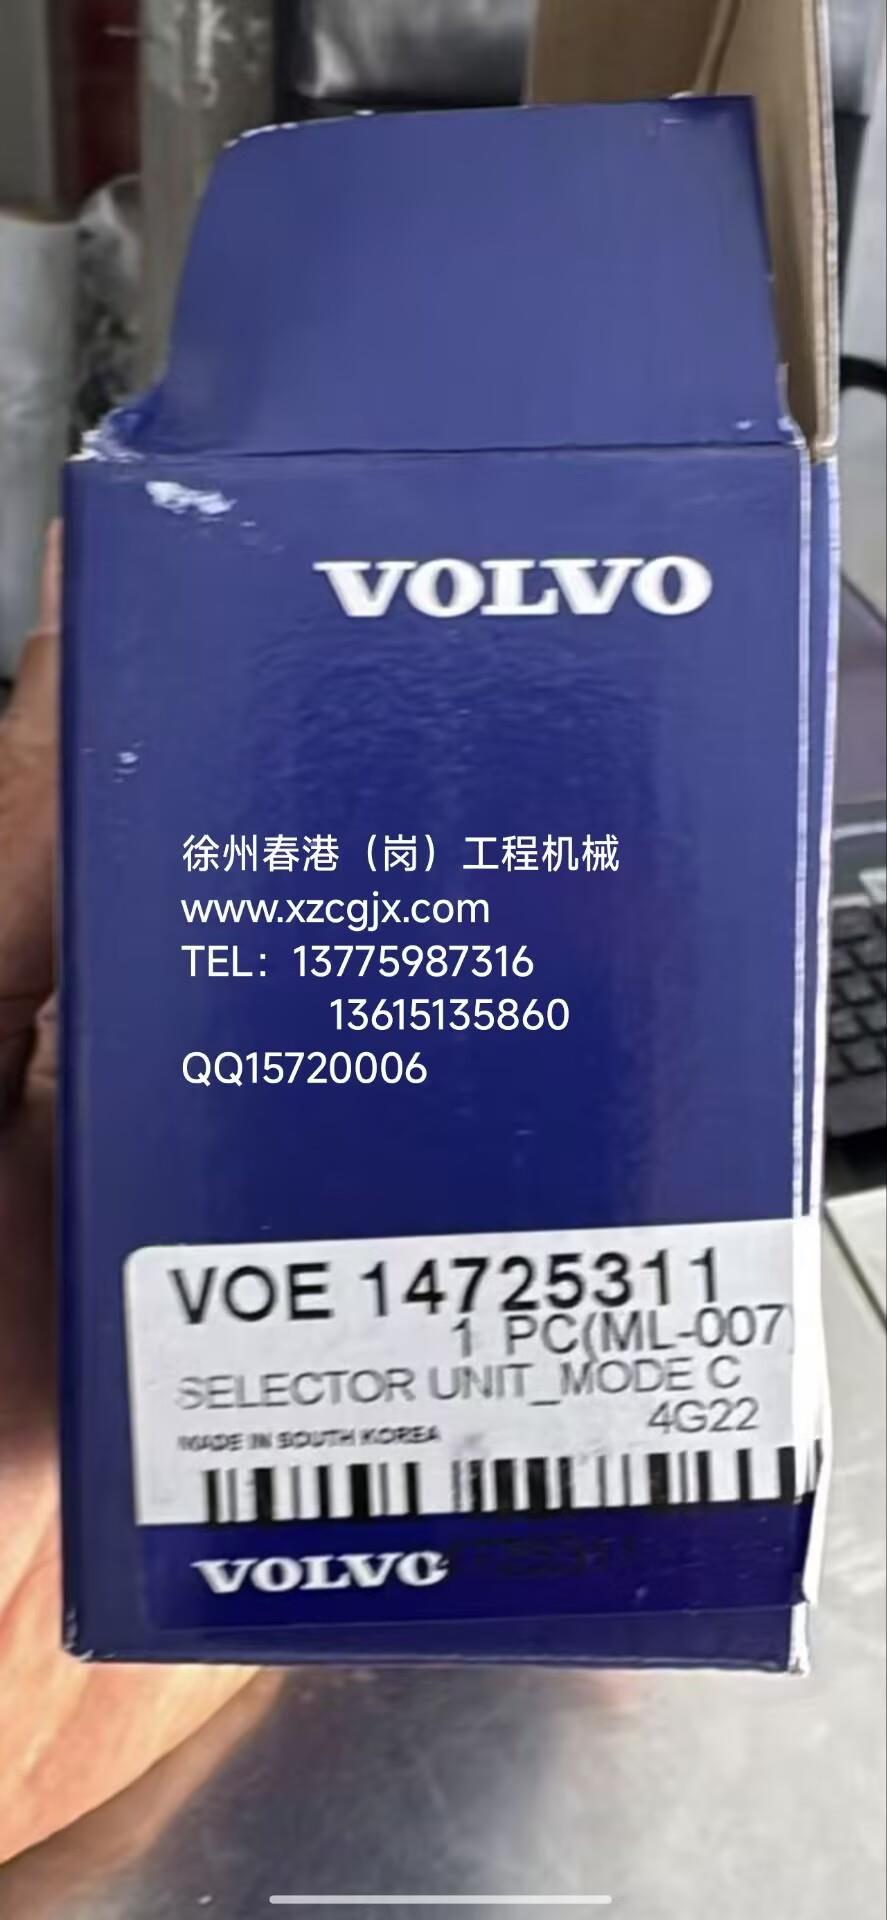 VOLVO
徐州春港（岗）工程机械
www.xzcgjx.com
TEL：13775987316
13615135860
QQ15720006
VOE 14725311
1 PC(ML-007)
SELECTOR UNIT_MODE C
4G22
MADE IN SOUTH KOREA
VOLVO